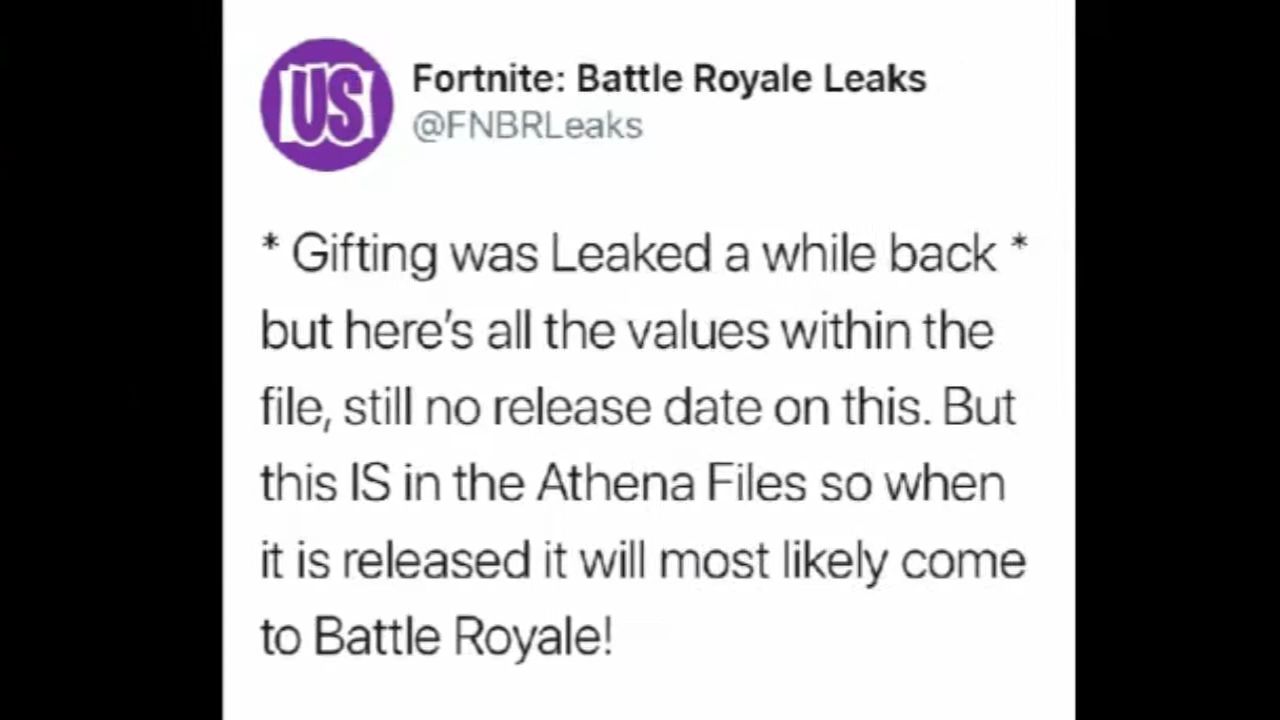 US
Fortnite: Battle Royale Leaks
@FNBRLeaks
* Gifting was Leaked a while back *
but here's all the values within the
file, still no release date on this. But
this IS in the Athena Files so when
it is released it will most likely come
to Battle Royale!